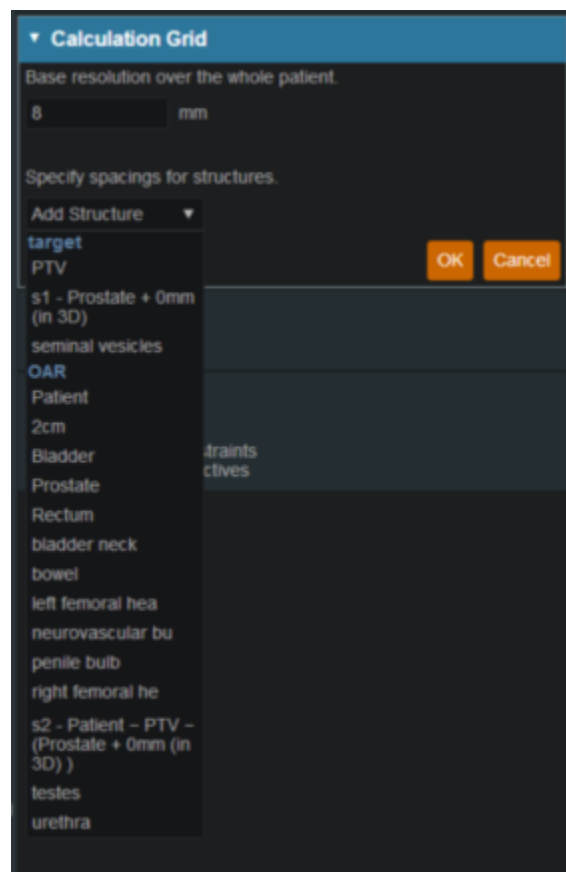 Calculation Grid
Base resolution over the whole patient.
8 mm
Specify spacings for structures.
Add Structure
target
PTV
OK Cancel
s1 - Prostate + 0mm
(in 3D)
seminal vesicles
OAR
Patient
2cm
Bladder
traints
ctives
Prostate
Rectum
bladder neck
bowel
left femoral hea
neurovascular bu
penile bulb
right femoral he
s2 - Patient – PTV –
(Prostate + 0mm (in
3D) )
testes
urethra